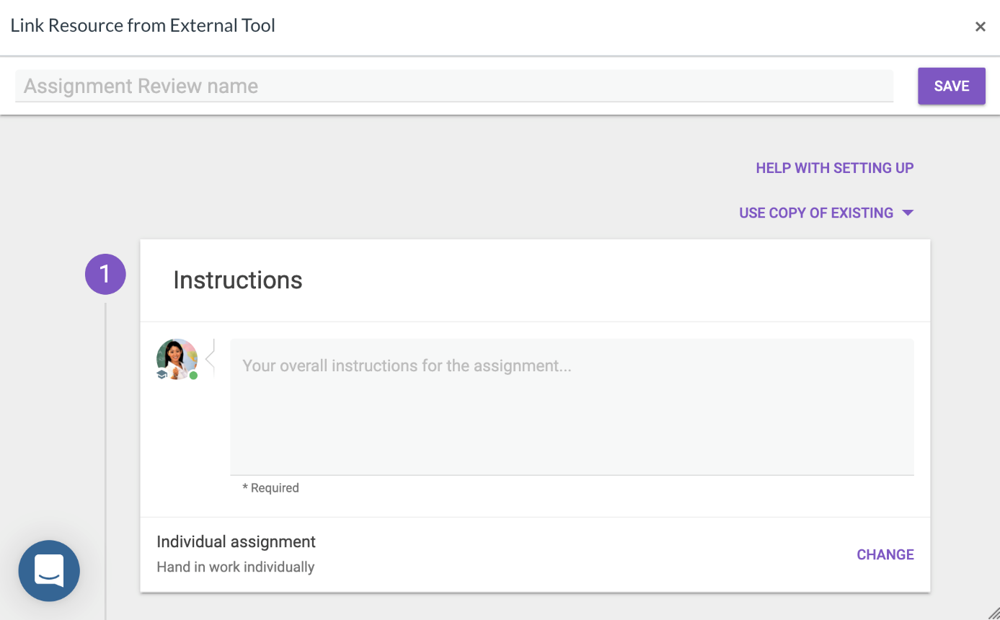 Link Resource from External Tool
×
Assignment Review name
SAVE
HELP WITH SETTING UP
USE COPY OF EXISTING
1
Instructions
Your overall instructions for the assignment...
* Required
Individual assignment
Hand in work individually
CHANGE